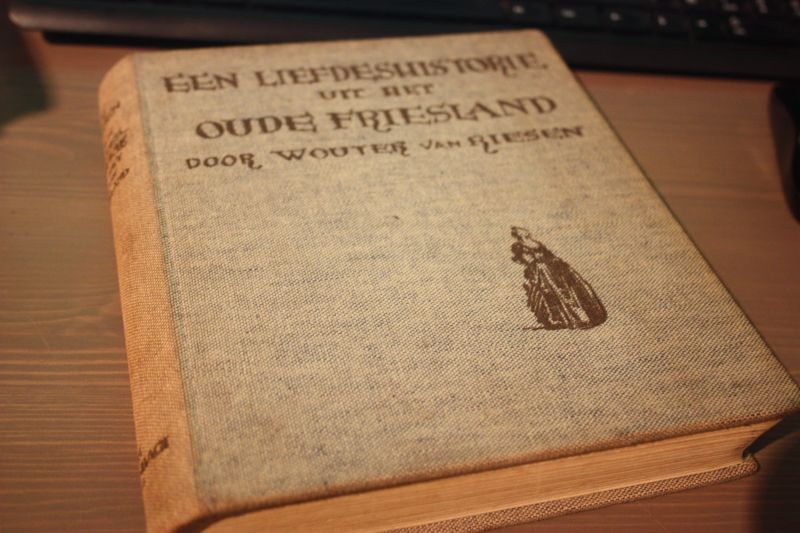 EEN LIEFDESHISTORIE
UIT HET
OUDE FRIESLAND
DOOR WOUTER VAN RIESEN